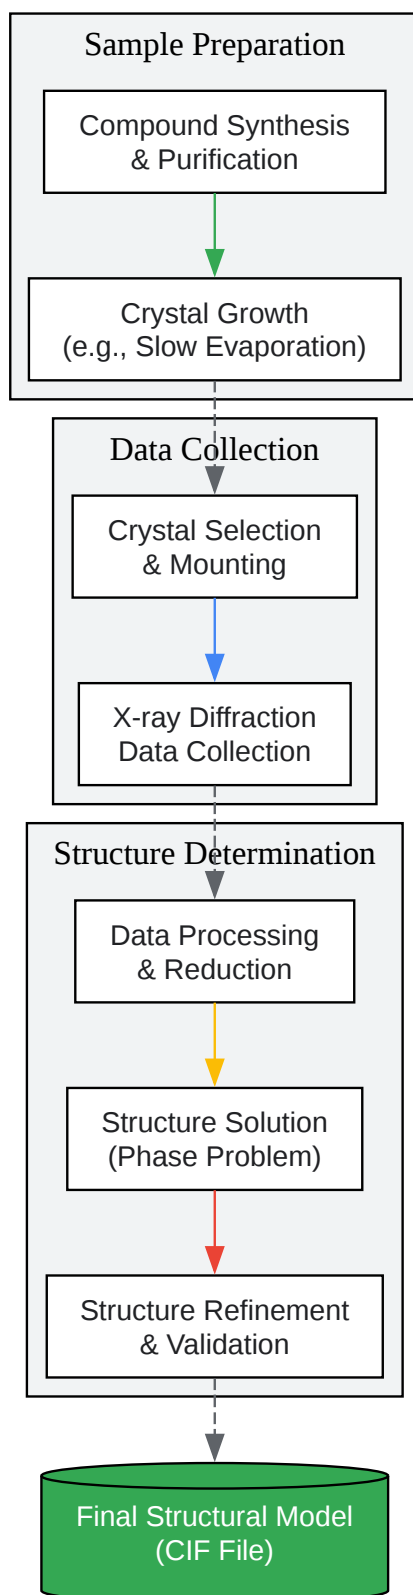 Sample Preparation
Compound Synthesis
& Purification
Crystal Growth
(e.g., Slow Evaporation)
Data Collection
Crystal Selection
& Mounting
X-ray Diffraction
Data Collection
Structure Determination
Data Processing
& Reduction
Structure Solution
(Phase Problem)
Structure Refinement
& Validation
Final Structural Model
(CIF File)